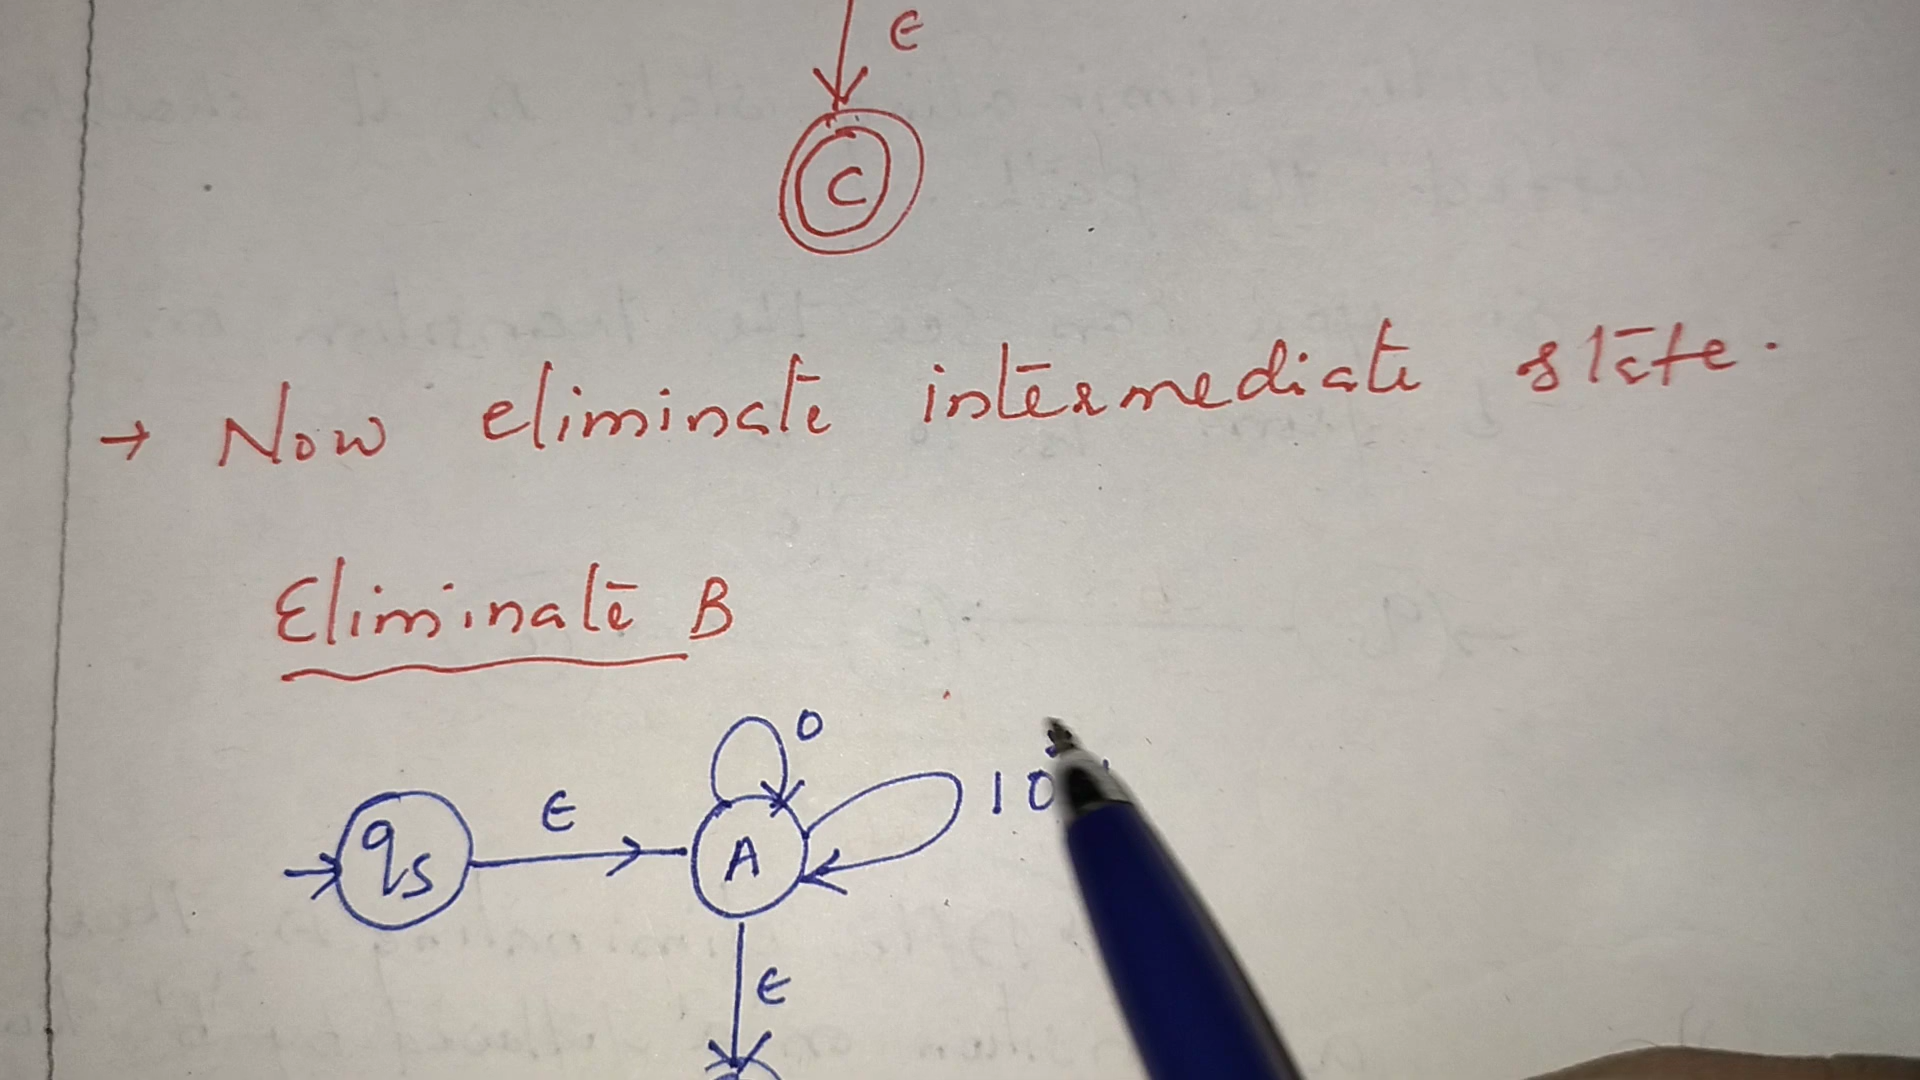 ϵ
C
→ Now eliminate intermediate state.
Eliminate B
0
ϵ
10
qs
A
ϵ